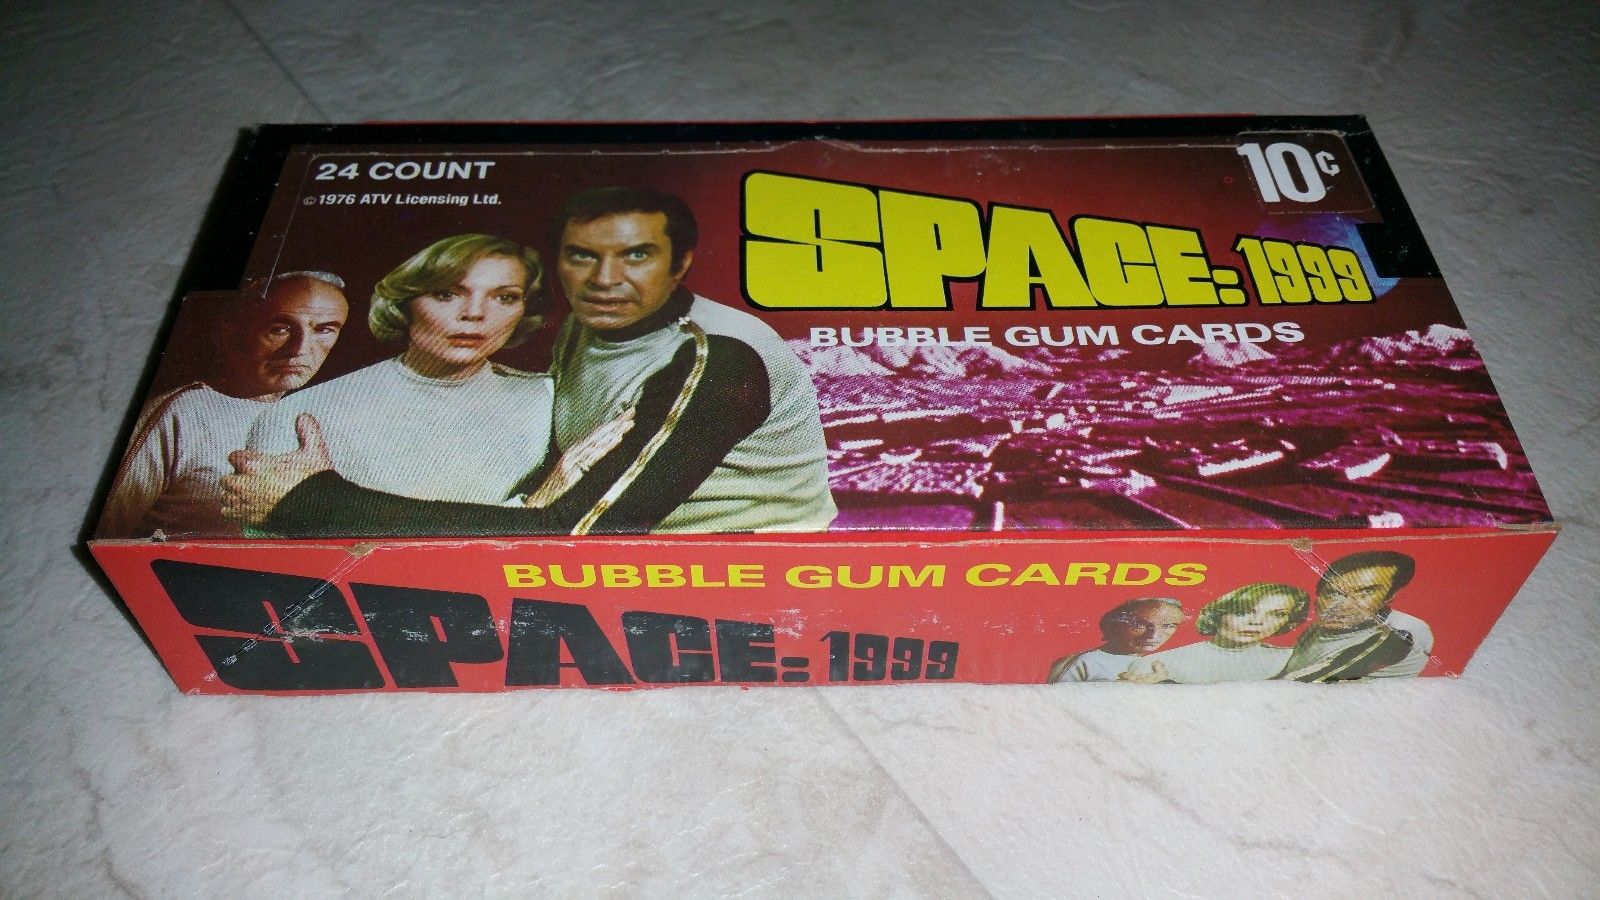 24 COUNT
© 1976 ATV Licensing Ltd.
10¢
SPACE: 1999
BUBBLE GUM CARDS
BUBBLE GUM CARDS
SPACE: 1999